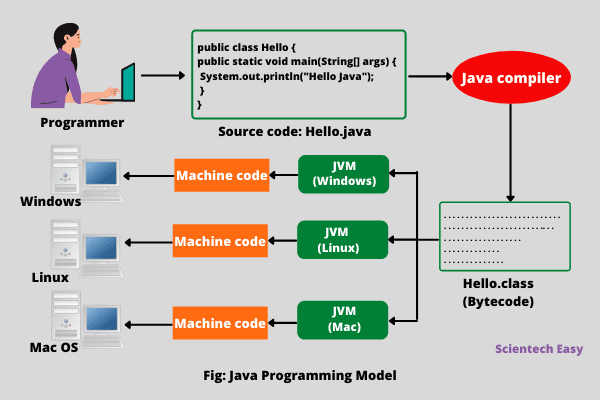 public class Hello {
public static void main(String[] args) {
System.out.println("Hello Java");
}
}
Programmer
Source code: Hello.java
Java compiler
Windows
Machine code
JVM
(Windows)
Linux
Machine code
JVM
(Linux)
Mac OS
Machine code
JVM
(Mac)
Hello.class
(Bytecode)
Scientech Easy
Fig: Java Programming Model